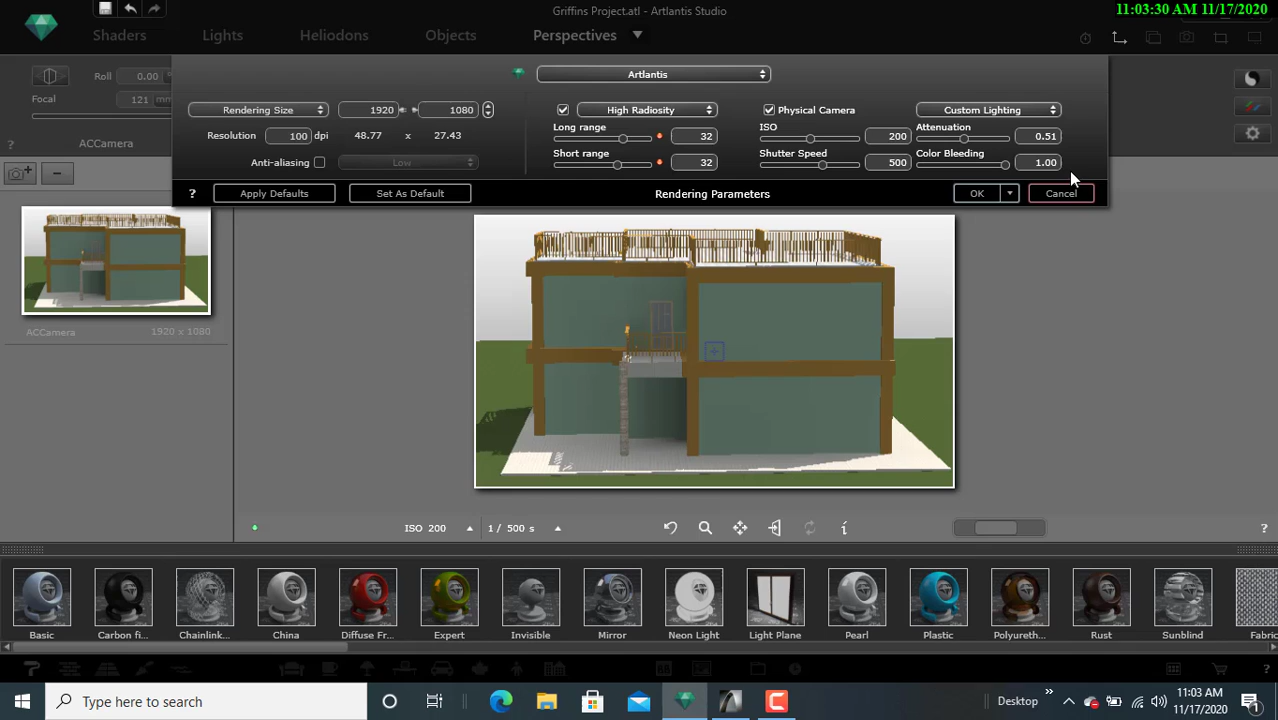 11:03:30 AM 11/17/2020
Griffins Project.atl - Artlantis Studio
Shaders Lights Heliodons Objects Perspectives
Roll 0.00
Focal 121 mm
? ACCamera
Artlantis
Rendering Size 1920 1080
Resolution 100 dpi 48.77 x 27.43
Anti-aliasing Low
High Radiosity
Long range 32
Short range 32
Physical Camera
ISO 200
Shutter Speed 500
Custom Lighting
Attenuation 0.51
Color Bleeding 1.00
? Apply Defaults Set As Default Rendering Parameters OK Cancel
ACCamera 1920 x 1080
ISO 200 1 / 500 s i ?
Basic Carbon fi... Chainlink... China Diffuse Fr... Expert Invisible Mirror Neon Light Light Plane Pearl Plastic Polyureth... Rust Sunblind Fabric
?
Type here to search
Desktop »
11:03 AM
11/17/2020
1